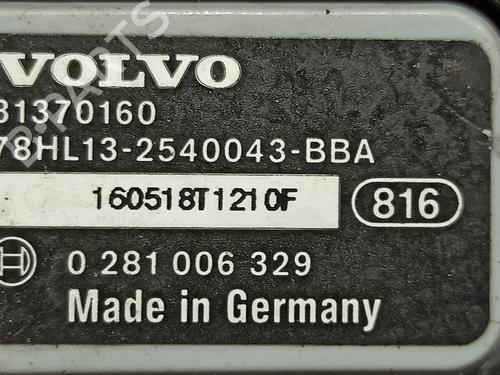 VOLVO
31370160
78HL13-2540043-BBA
160518T1210F
816
0 281 006 329
Made in Germany